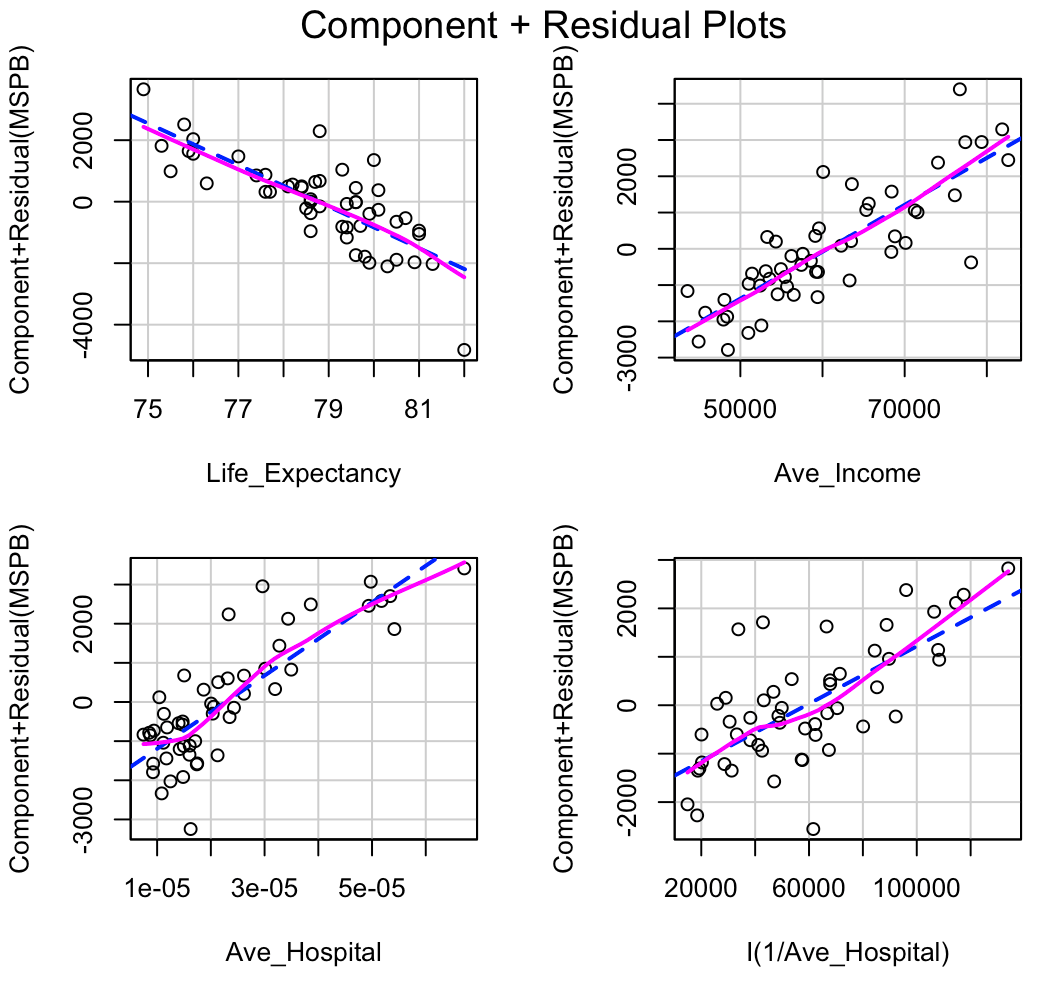 Component + Residual Plots
Component+Residual(MSPB)
2000
0
-4000
75
77
79
81
Life_Expectancy
Component+Residual(MSPB)
2000
0
-3000
50000
70000
Ave_Income
Component+Residual(MSPB)
2000
0
-3000
1e-05
3e-05
5e-05
Ave_Hospital
Component+Residual(MSPB)
2000
0
-2000
20000
60000
100000
I(1/Ave_Hospital)